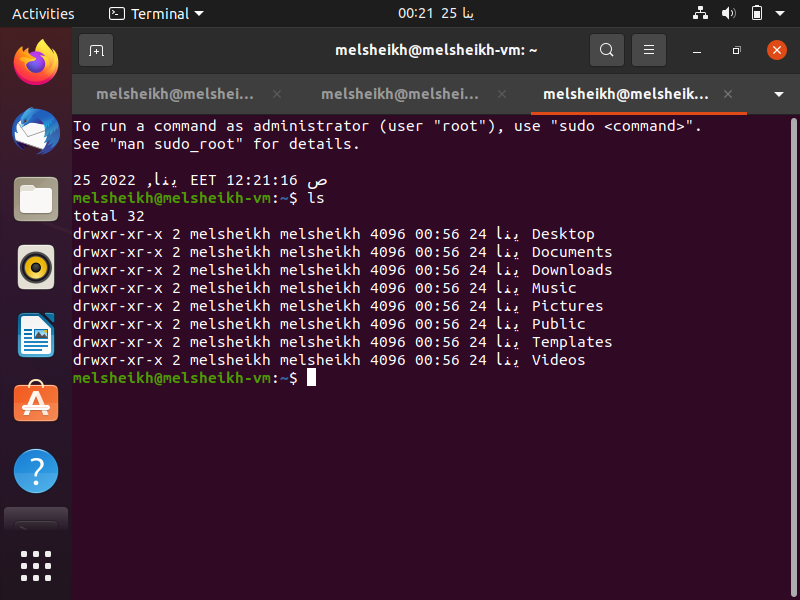 Activities
Terminal
00:21 25 ينا
melsheikh@melsheikh-vm: ~
melsheikh@melshei...
melsheikh@melshei...
melsheikh@melsheik...
To run a command as administrator (user "root"), use "sudo <command>".
See "man sudo_root" for details.

25 2022 ,ينا EET 12:21:16 ص
melsheikh@melsheikh-vm:~$ ls
total 32
drwxr-xr-x 2 melsheikh melsheikh 4096 00:56 24 ينا Desktop
drwxr-xr-x 2 melsheikh melsheikh 4096 00:56 24 ينا Documents
drwxr-xr-x 2 melsheikh melsheikh 4096 00:56 24 ينا Downloads
drwxr-xr-x 2 melsheikh melsheikh 4096 00:56 24 ينا Music
drwxr-xr-x 2 melsheikh melsheikh 4096 00:56 24 ينا Pictures
drwxr-xr-x 2 melsheikh melsheikh 4096 00:56 24 ينا Public
drwxr-xr-x 2 melsheikh melsheikh 4096 00:56 24 ينا Templates
drwxr-xr-x 2 melsheikh melsheikh 4096 00:56 24 ينا Videos
melsheikh@melsheikh-vm:~$